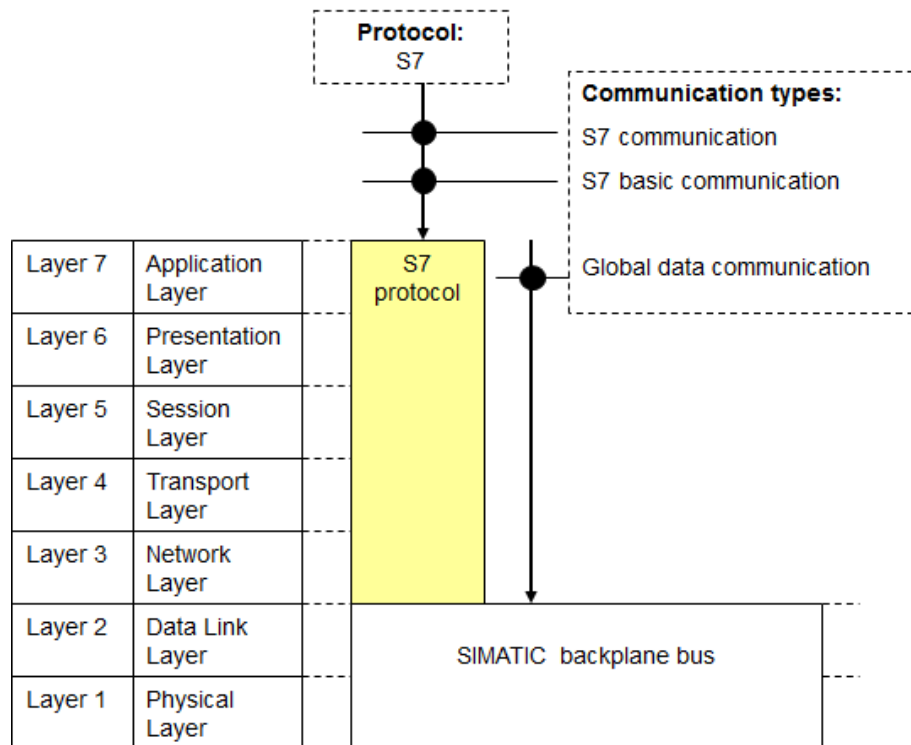 Protocol:
S7
Communication types:
S7 communication
S7 basic communication
Global data communication
Layer 7
Application
Layer
S7
protocol
Layer 6
Presentation
Layer
Layer 5
Session
Layer
Layer 4
Transport
Layer
Layer 3
Network
Layer
Layer 2
Data Link
Layer
SIMATIC backplane bus
Layer 1
Physical
Layer